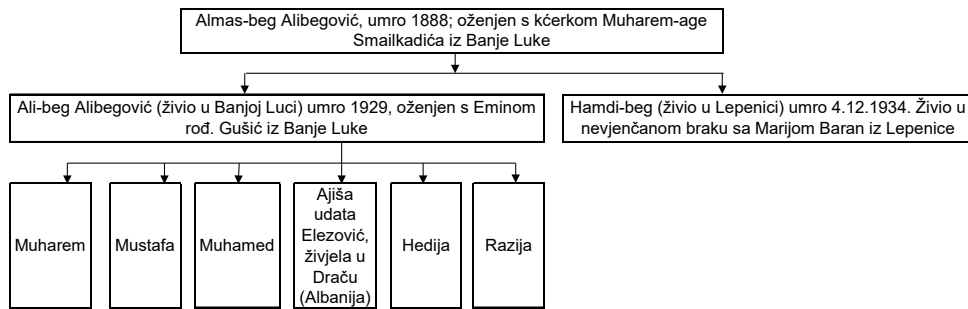 Almas-beg Alibegović, umro 1888; oženjen s kćerkom Muharem-age
Smailkadića iz Banje Luke
Ali-beg Alibegović (živio u Banjoj Luci) umro 1929, oženjen s Eminom
rođ. Gušić iz Banje Luke
Hamdi-beg (živio u Lepenici) umro 4.12.1934. Živio u
nevjenčanom braku sa Marijom Baran iz Lepenice
Muharem
Mustafa
Muhamed
Ajiša
udata
Elezović,
živjela u
Draču
(Albanija)
Hedija
Razija